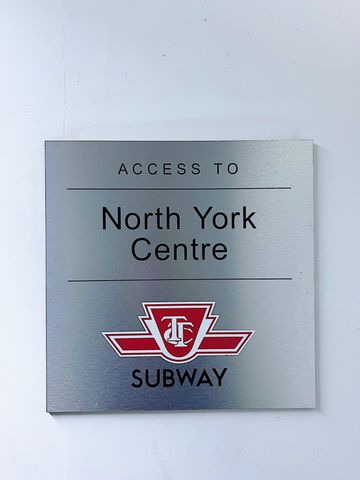 ACCESS TO
North York
Centre
TTC
SUBWAY